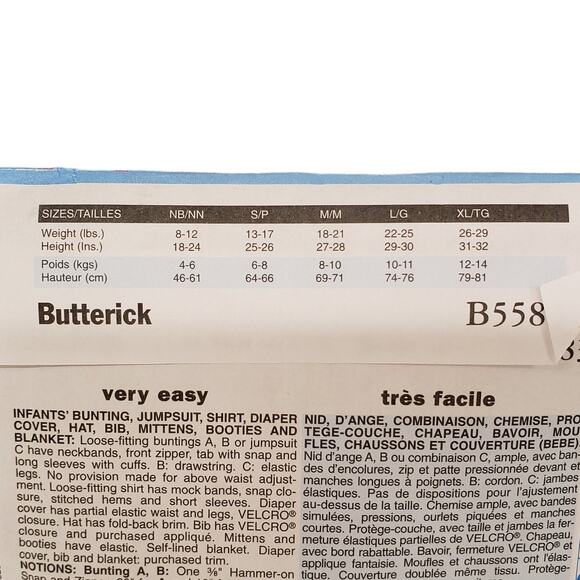 SIZES/TAILLES NB/NN S/P M/M L/G XL/TG
Weight (lbs.) 8-12 13-17 18-21 22-25 26-29
Height (Ins.) 18-24 25-26 27-28 29-30 31-32
Poids (kgs) 4-6 6-8 8-10 10-11 12-14
Hauteur (cm) 46-61 64-66 69-71 74-76 79-81
Butterick B558
very easy
INFANTS' BUNTING, JUMPSUIT, SHIRT, DIAPER
COVER, HAT, BIB, MITTENS, BOOTIES AND
BLANKET: Loose-fitting buntings A, B or jumpsuit
C have neckbands, front zipper, tab with snap and
long sleeves with cuffs. B: drawstring. C: elastic
legs. No provision made for above waist adjust-
ment. Loose-fitting shirt has mock bands, snap clo-
sure, stitched hems and short sleeves. Diaper
cover has partial elastic waist and legs, VELCRO®
closure. Hat has fold-back brim. Bib has VELCRO®
closure and purchased appliqué. Mittens and
booties have elastic. Self-lined blanket. Diaper
cover, bib and blanket: purchased trim.
NOTIONS: Bunting A, B: One ⅝" Hammer-on
très facile
NID, D'ANGE, COMBINAISON, CHEMISE, PRO
TEGE-COUCHE, CHAPEAU, BAVOIR, MOU
FLES, CHAUSSONS ET COUVERTURE (BEBE)
Nid d'ange A, B ou combinaison C, ample, avec ban-
des d'encolures, zip et patte pressionnée devant et
manches longues à poignets. B: cordon. C: jambes
élastiques. Pas de dispositions pour l'ajustement
au-dessus de la taille. Chemise ample, avec bandes
simulées, pressions, ourlets piquées et manches
courtes. Protège-couche, avec taille et jambes la fer-
meture élastiques partielles de VELCRO®. Chapeau,
avec bord rabattable. Bavoir, fermeture VELCRO® et
applique fantaisie. Moufles et chaussons ont l'élas-
tique. Couverture doublée même tissu. Protège-